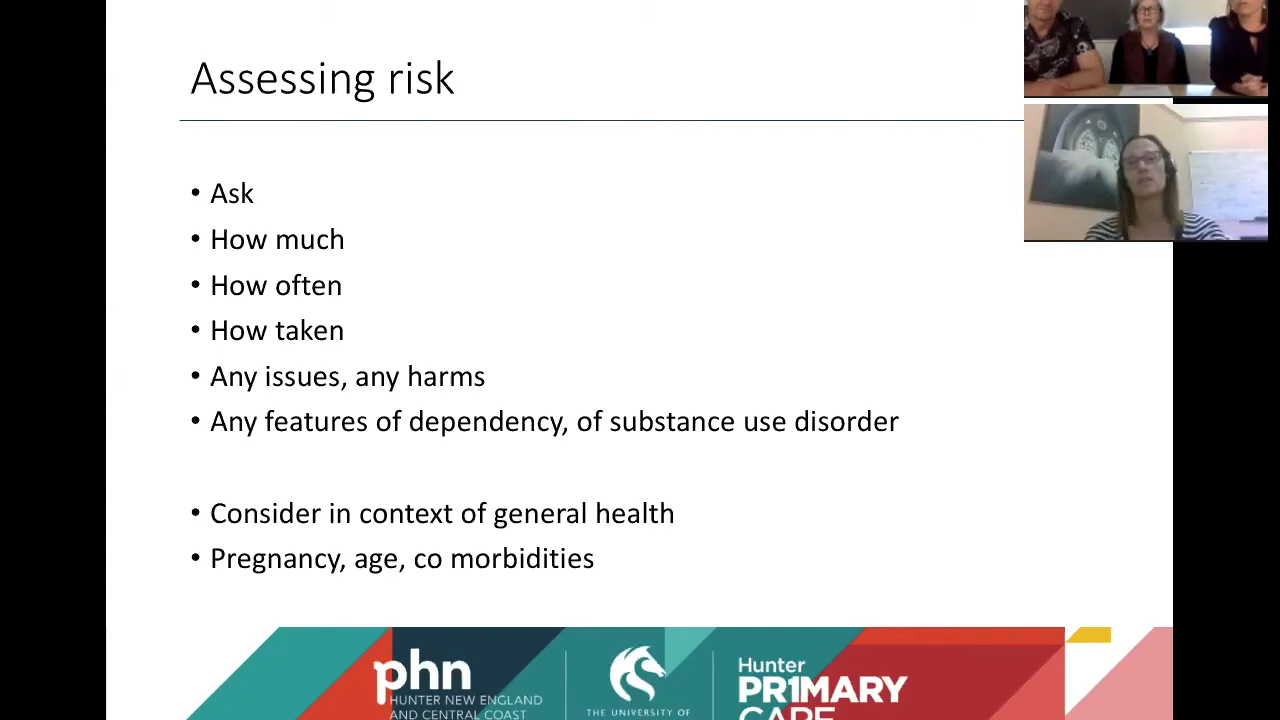 Assessing risk
• Ask
• How much
• How often
• How taken
• Any issues, any harms
• Any features of dependency, of substance use disorder
• Consider in context of general health
• Pregnancy, age, co morbidities
phn
HUNTER NEW ENGLAND
AND CENTRAL COAST
THE UNIVERSITY OF
Hunter
PR1MARY
CARE